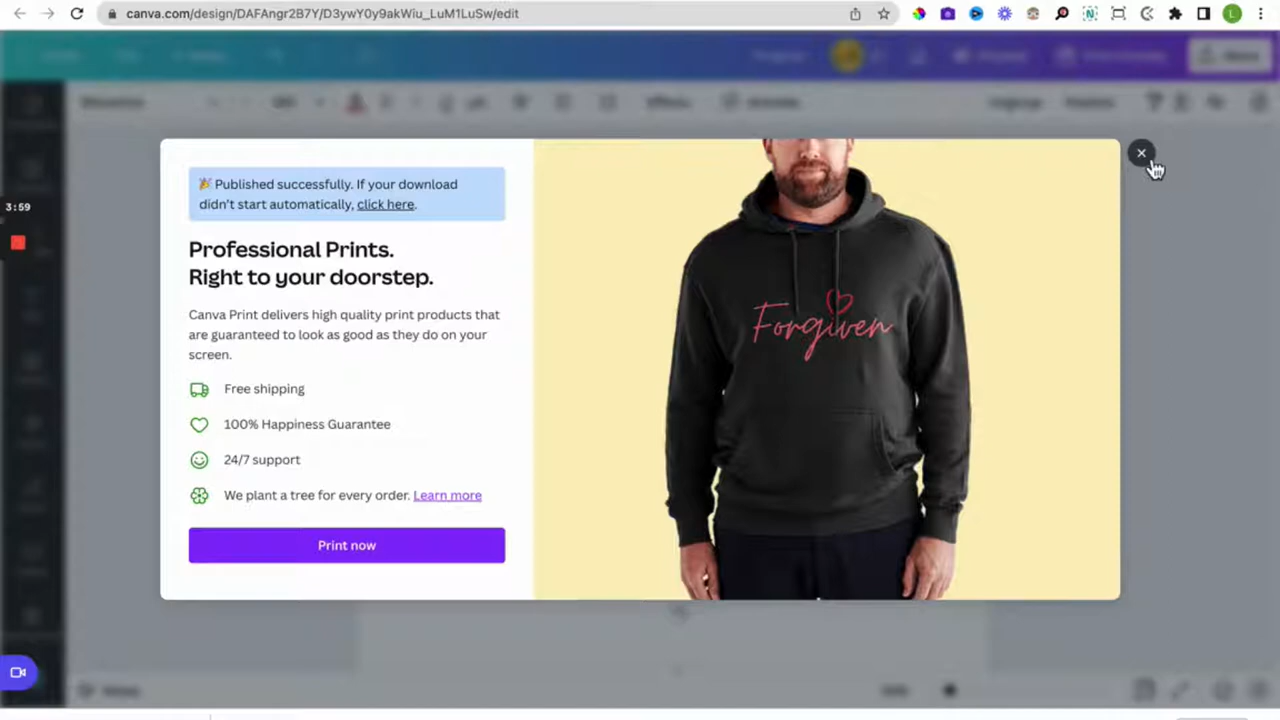 canva.com/design/DAFAngr2B7Y/D3ywY0y9akWiu_LuM1LuSw/edit
L
3:59
🎉 Published successfully. If your download
didn't start automatically, click here.
Professional Prints.
Right to your doorstep.
Canva Print delivers high quality print products that
are guaranteed to look as good as they do on your
screen.
Free shipping
100% Happiness Guarantee
24/7 support
We plant a tree for every order. Learn more
Print now
Forgiven